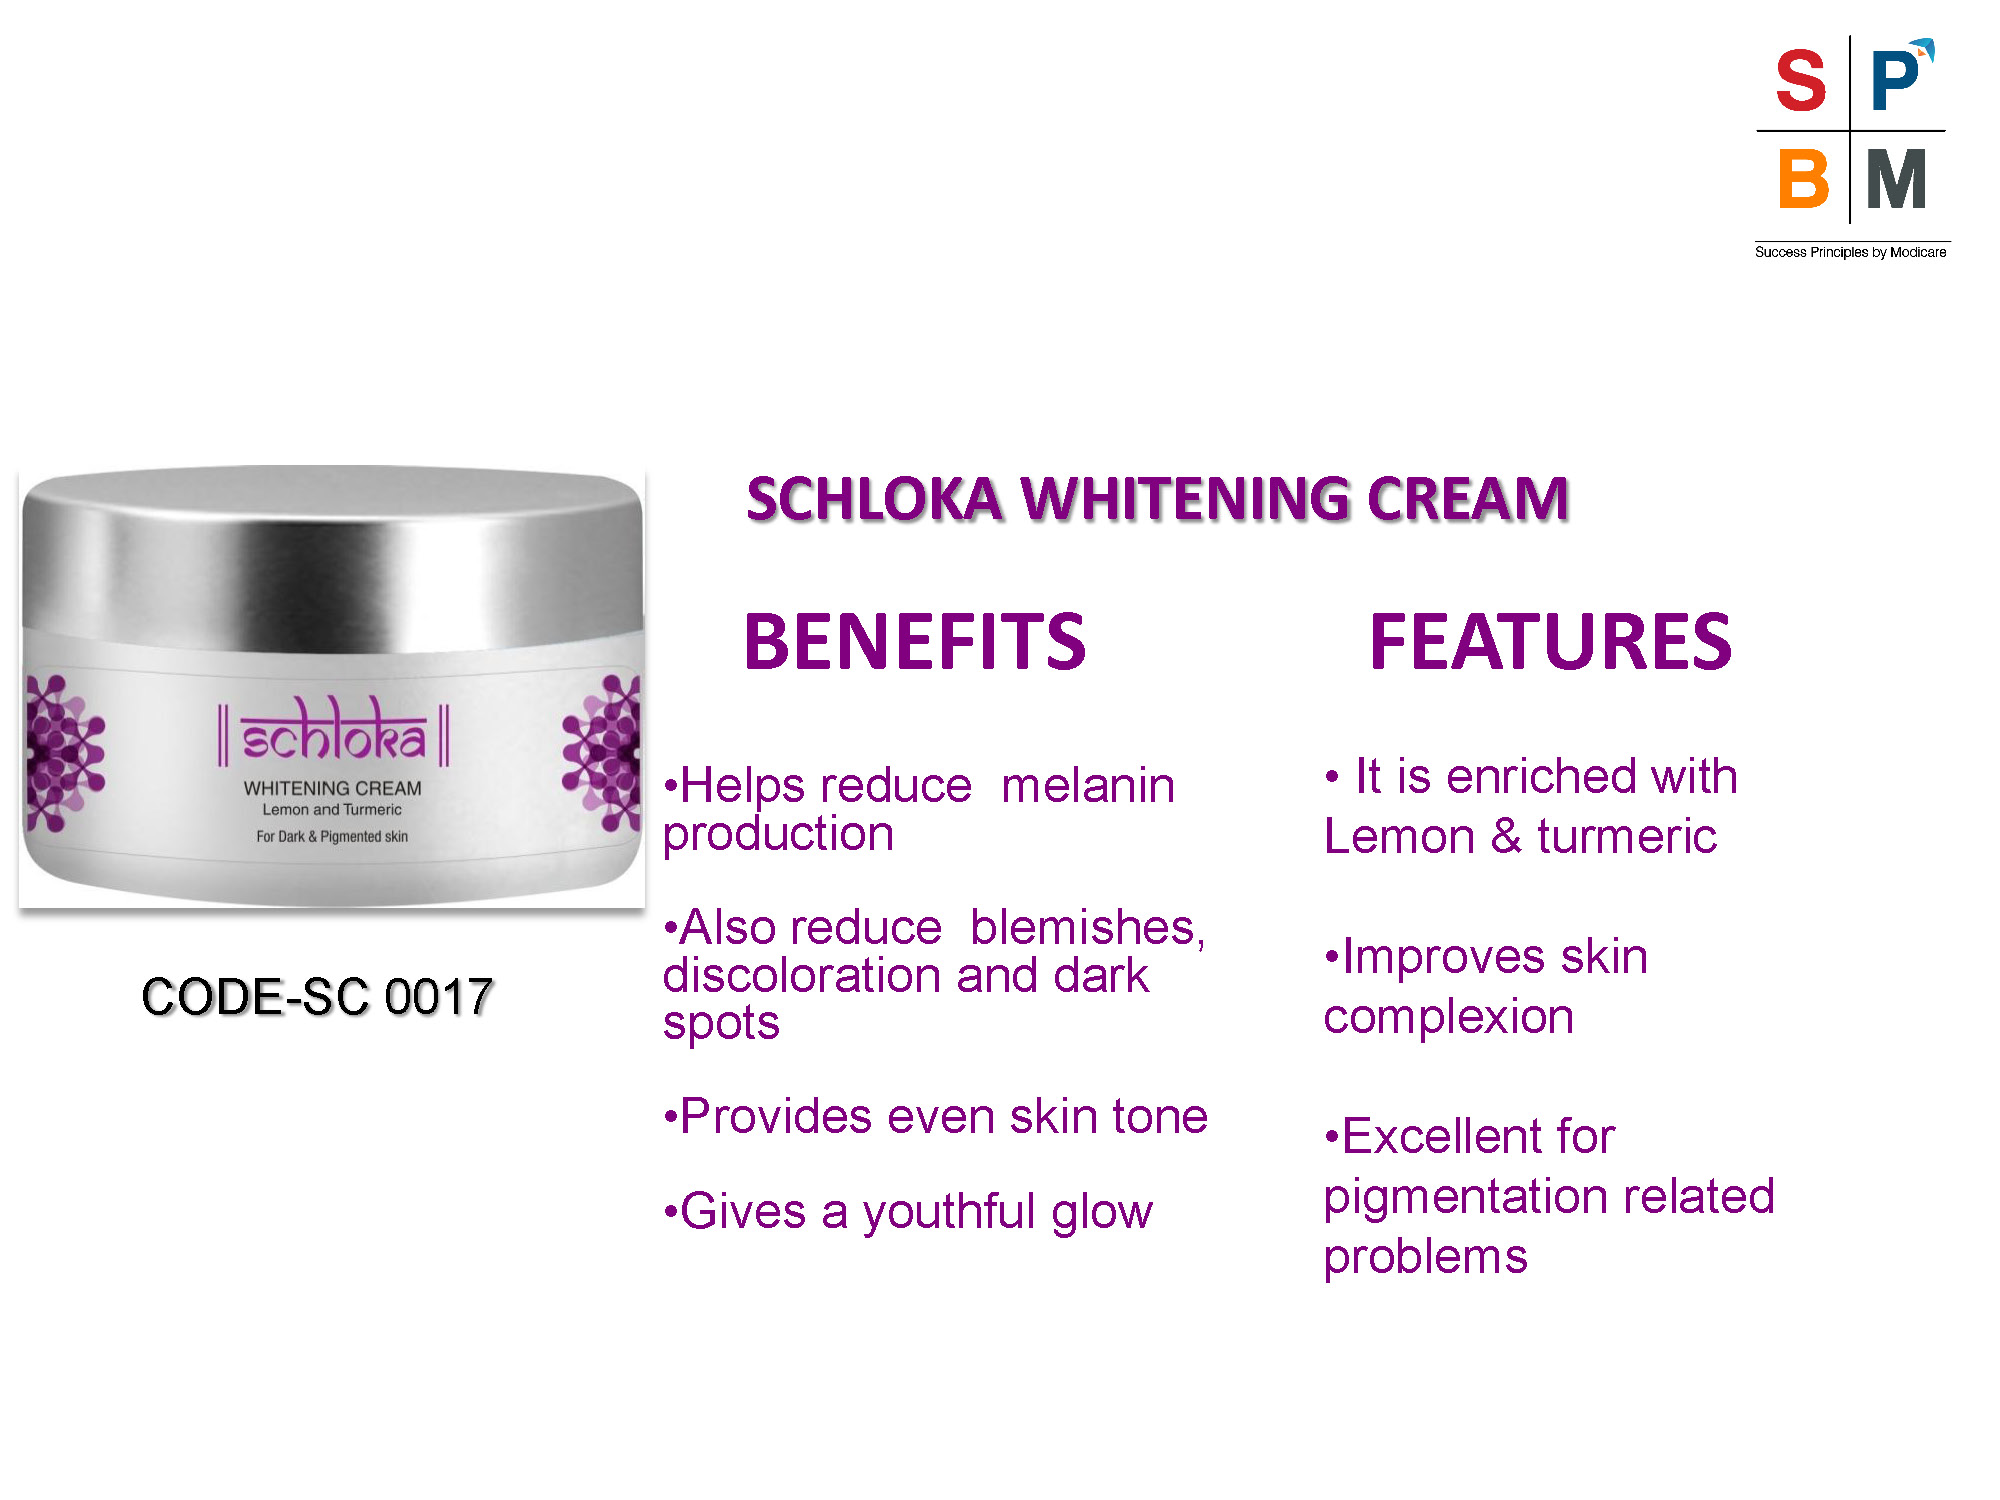 S P
B M
Success Principles by Modicare
SCHLOKA WHITENING CREAM
|| schloka ||
WHITENING CREAM
Lemon and Turmeric
For Dark & Pigmented skin
CODE-SC 0017
BENEFITS
•Helps reduce  melanin
production
•Also reduce  blemishes,
discoloration and dark
spots
•Provides even skin tone
•Gives a youthful glow
FEATURES
• It is enriched with
Lemon & turmeric
•Improves skin
complexion
•Excellent for
pigmentation related
problems